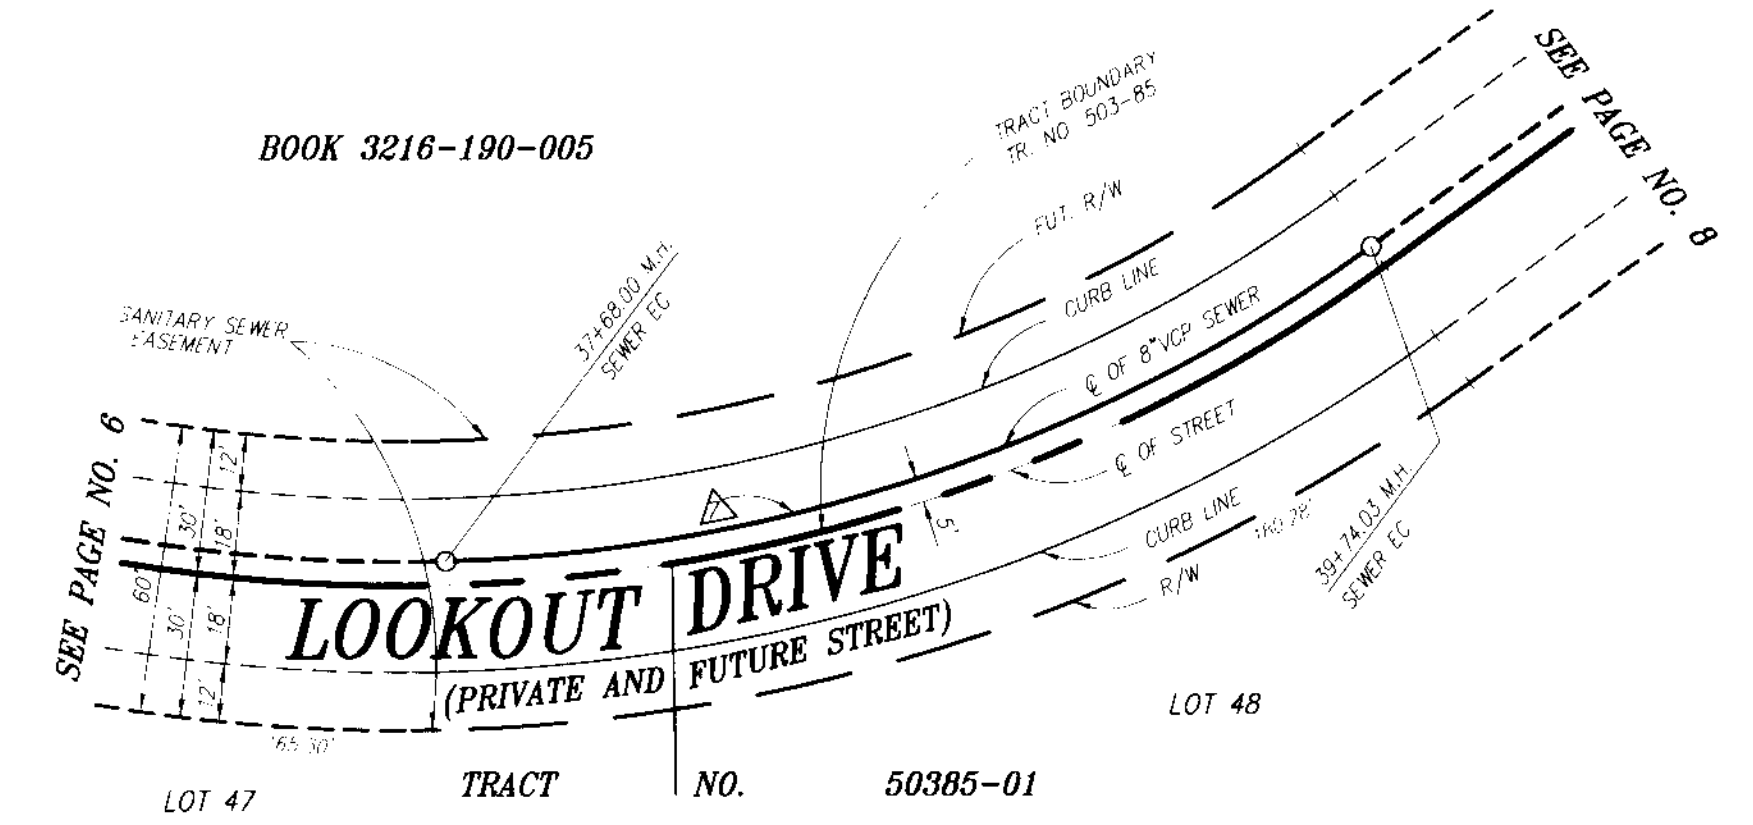 BOOK 3216-190-005
TRACT BOUNDARY
TR. NO 503-85
FUT. R/W
SEE PAGE NO. 8
37+68.00 M.H.
SEWER EC
CURB LINE
SANITARY SEWER
EASEMENT
℄ OF 8"VCP SEWER
℄ OF STREET
SEE PAGE NO. 6
12'
30'
18'
60'
30'
18'
12'
7
5'
CURB LINE
R/W
39+74.03 M.H.
SEWER EC
LOOKOUT DRIVE
(PRIVATE AND FUTURE STREET)
LOT 48
LOT 47
TRACT NO. 50385-01